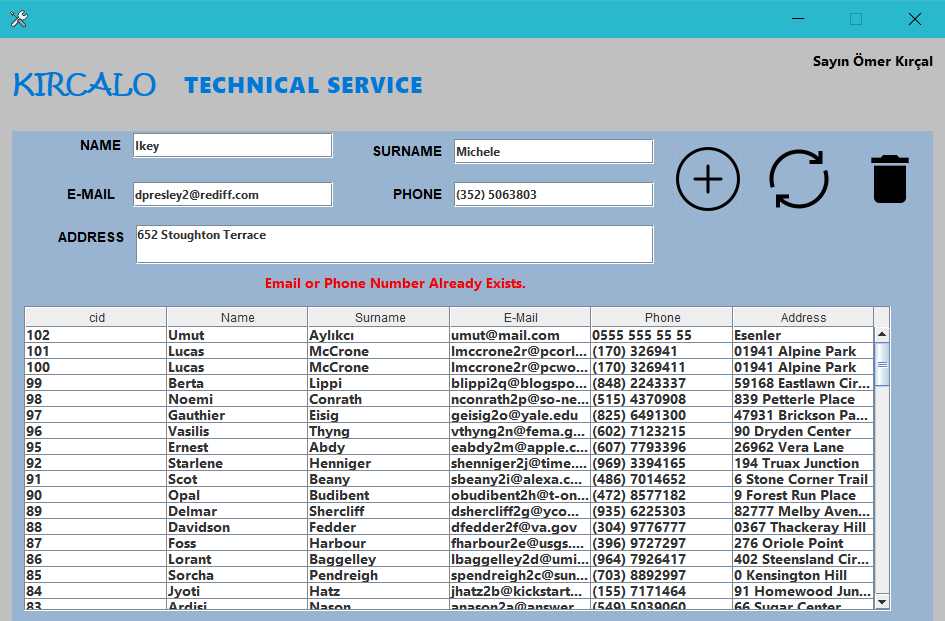 Sayın Ömer Kırçal
KIRCALO TECHNICAL SERVICE
NAME Ikey SURNAME Michele
E-MAIL dpresley2@rediff.com PHONE (352) 5063803
ADDRESS 652 Stoughton Terrace
Email or Phone Number Already Exists.
cid Name Surname E-Mail Phone Address
102 Umut Aylıkcı umut@mail.com 0555 555 55 55 Esenler
101 Lucas McCrone lmccrone2r@pcorl... (170) 326941 01941 Alpine Park
100 Lucas McCrone lmccrone2r@pcwo... (170) 3269411 01941 Alpine Park
99 Berta Lippi blippi2q@blogspo... (848) 2243337 59168 Eastlawn Cir...
98 Noemi Conrath nconrath2p@so-ne... (515) 4370908 839 Petterle Place
97 Gauthier Eisig geisig2o@yale.edu (825) 6491300 47931 Brickson Pa...
96 Vasilis Thyng vthyng2n@fema.g... (602) 7123215 90 Dryden Center
95 Ernest Abdy eabdy2m@apple.c... (607) 7793396 26962 Vera Lane
92 Starlene Henniger shenniger2j@time.... (969) 3394165 194 Truax Junction
91 Scot Beany sbeany2i@alexa.c... (486) 7014652 6 Stone Corner Trail
90 Opal Budibent obudibent2h@t-on... (472) 8577182 9 Forest Run Place
89 Delmar Shercliff dshercliff2g@yco... (935) 6225303 82777 Melby Aven...
88 Davidson Fedder dfedder2f@va.gov (304) 9776777 0367 Thackeray Hill
87 Foss Harbour fharbour2e@usgs.... (396) 9727297 276 Oriole Point
86 Lorant Baggelley lbaggelley2d@umi... (964) 7926417 402 Steensland Cir...
85 Sorcha Pendreigh spendreigh2c@sun... (703) 8892997 0 Kensington Hill
84 Jyoti Hatz jhatz2b@kickstart... (155) 7171464 91 Homewood Jun...
83 Ardisj Nason anason2a@answer... (549) 5039060 66 Sugar Center